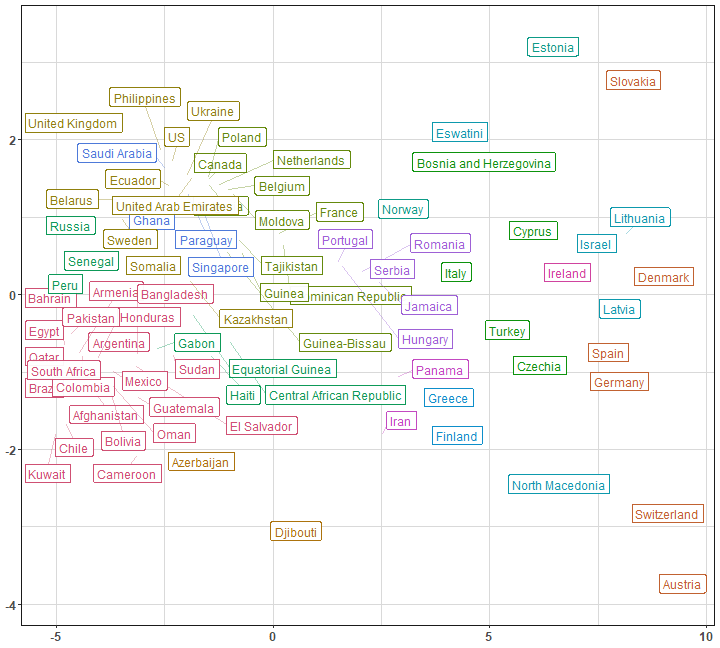 Estonia
Slovakia
Philippines
Ukraine
United Kingdom
US
Poland
Eswatini
2
Saudi Arabia
Canada
Netherlands
Bosnia and Herzegovina
Ecuador
Belgium
Belarus
United Arab Emirates
Ghana
Moldova
France
Norway
Lithuania
Russia
Sweden
Paraguay
Portugal
Romania
Cyprus
Israel
Senegal
Somalia
Singapore
Tajikistan
Serbia
Italy
Ireland
Denmark
Peru
0
Bahrain
Armenia
Bangladesh
Guinea
minican Republic
Jamaica
Latvia
Pakistan
Honduras
Kazakhstan
Egypt
Argentina
Gabon
Guinea-Bissau
Hungary
Turkey
Qatar
South Africa
Sudan
Equatorial Guinea
Panama
Czechia
Spain
Braz
Colombia
Mexico
Haiti
Central African Republic
Greece
Germany
Afghanistan
Guatemala
El Salvador
Iran
Chile
Bolivia
Oman
Finland
-2
Kuwait
Cameroon
Azerbaijan
North Macedonia
Switzerland
Djibouti
Austria
-4
-5
0
5
10